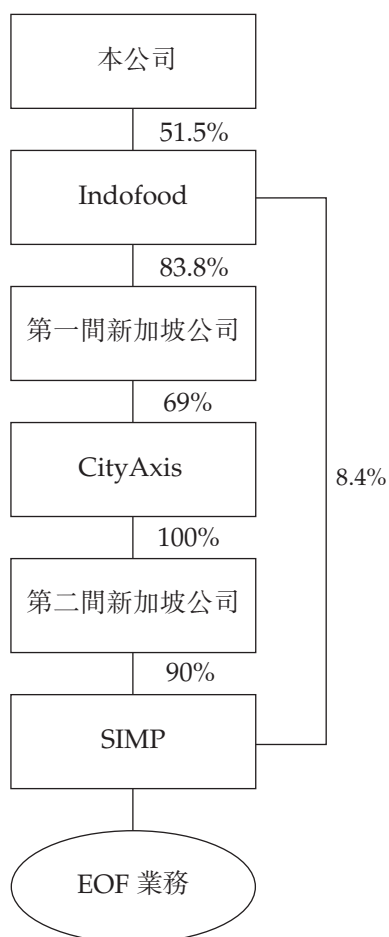 本公司
51.5%
Indofood
83.8%
第一間新加坡公司
69%
CityAxis
8.4%
100%
第二間新加坡公司
90%
SIMP
EOF 業務